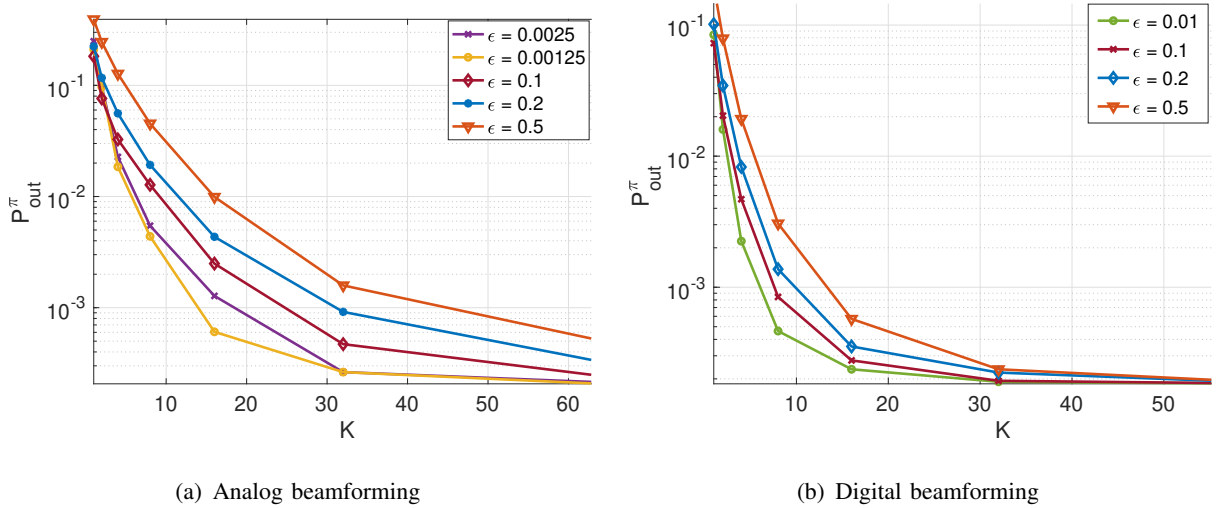 ϵ = 0.0025
ϵ = 0.00125
ϵ = 0.1
ϵ = 0.2
ϵ = 0.5
10^{-1}
10^{-2}
10^{-3}
P^π_out
10 20 30 40 50 60
K
(a) Analog beamforming
ϵ = 0.01
ϵ = 0.1
ϵ = 0.2
ϵ = 0.5
10^{-1}
10^{-2}
10^{-3}
P^π_out
10 20 30 40 50
K
(b) Digital beamforming